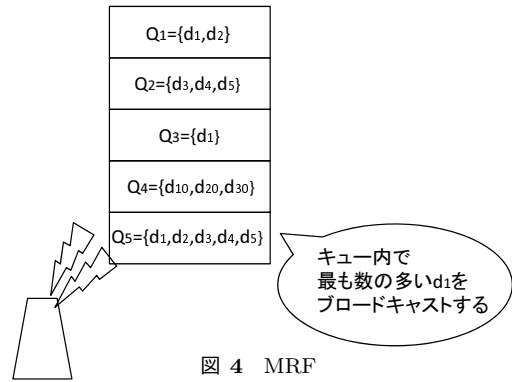 Q1={d1,d2}
Q2={d3,d4,d5}
Q3={d1}
Q4={d10,d20,d30}
Q5={d1,d2,d3,d4,d5}
キュー内で
最も数の多いd1を
ブロードキャストする
図 4 MRF